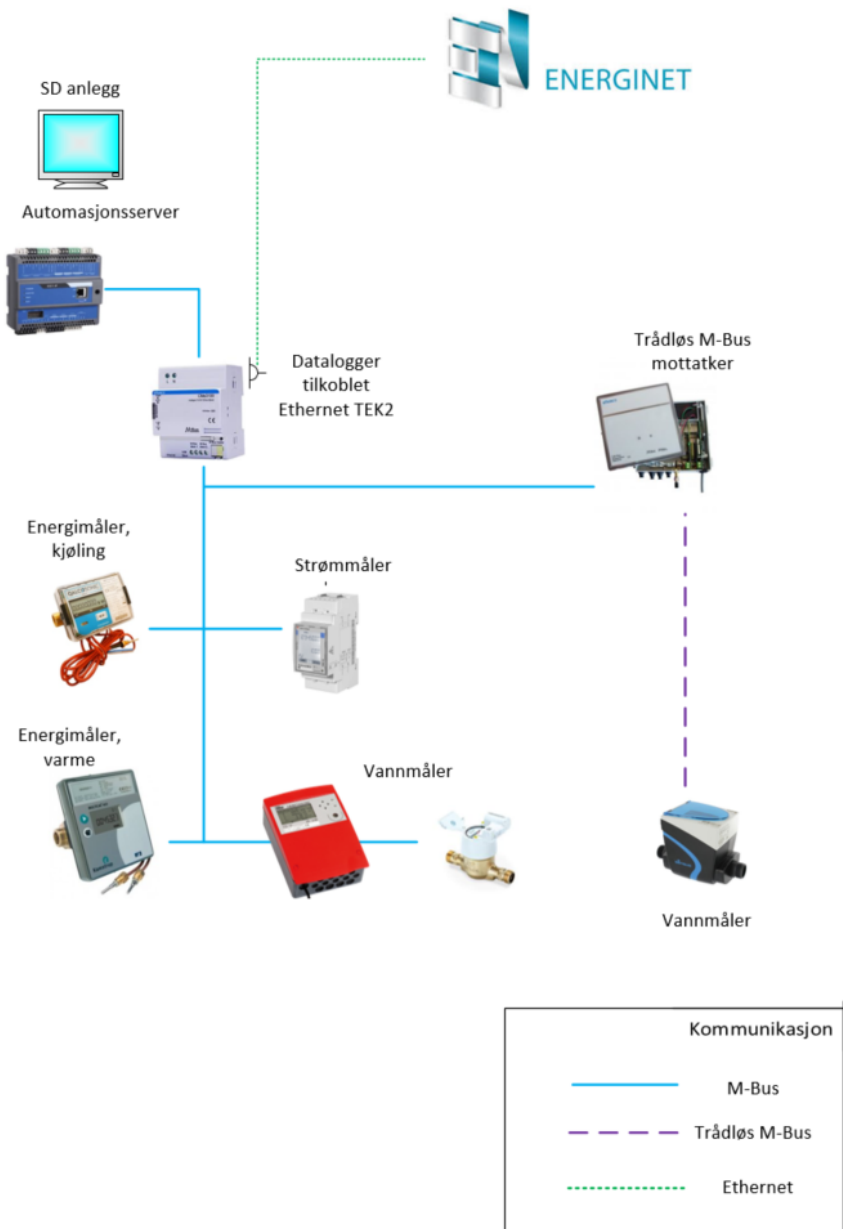 ENERGINET
SD anlegg
Automasjonsserver
Datalogger
tilkoblet
Ethernet TEK2
Trådløs M-Bus
mottatker
Energimåler,
kjøling
Strømmåler
Energimåler,
varme
Vannmåler
Vannmåler
Kommunikasjon
M-Bus
Trådløs M-Bus
Ethernet